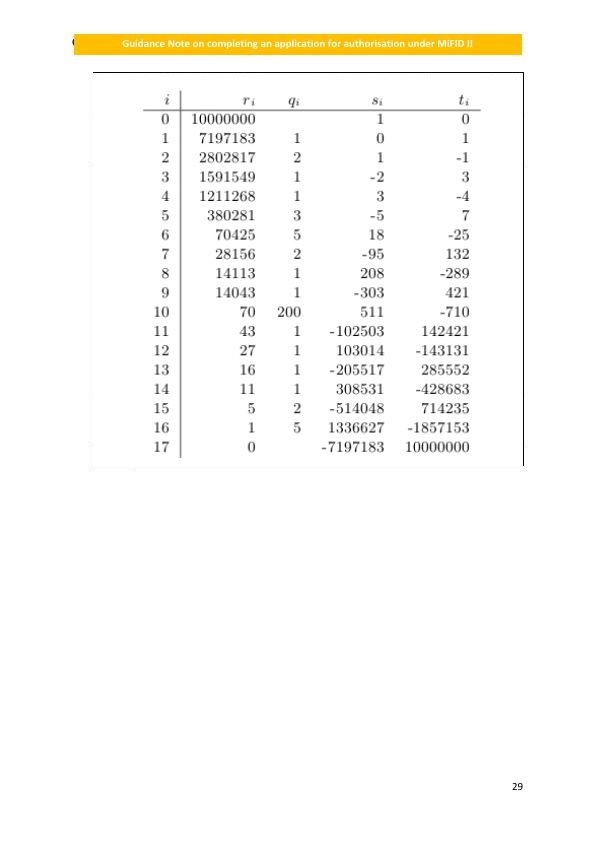 Guidance Note on completing an application for authorisation under MiFID II
i r_i q_i s_i t_i
0 10000000 1 0
1 7197183 1 0 1
2 2802817 2 1 -1
3 1591549 1 -2 3
4 1211268 1 3 -4
5 380281 3 -5 7
6 70425 5 18 -25
7 28156 2 -95 132
8 14113 1 208 -289
9 14043 1 -303 421
10 70 200 511 -710
11 43 1 -102503 142421
12 27 1 103014 -143131
13 16 1 -205517 285552
14 11 1 308531 -428683
15 5 2 -514048 714235
16 1 5 1336627 -1857153
17 0 -7197183 10000000
29